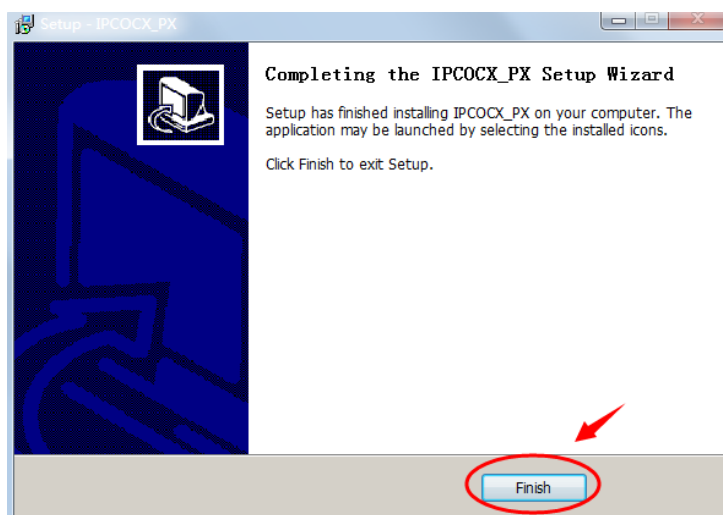 Setup - IPCOCX_PX
Completing the IPCOCX_PX Setup Wizard
Setup has finished installing IPCOCX_PX on your computer. The
application may be launched by selecting the installed icons.
Click Finish to exit Setup.
Finish